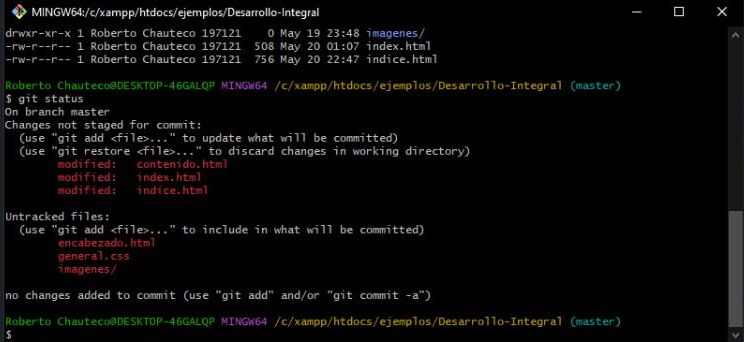 MINGW64:/c/xampp/htdocs/ejemplos/Desarrollo-Integral
drwxr-xr-x 1 Roberto Chauteco 197121    0 May 19 23:48 imagenes/
-rw-r--r-- 1 Roberto Chauteco 197121  508 May 20 01:07 index.html
-rw-r--r-- 1 Roberto Chauteco 197121  756 May 20 22:47 indice.html
Roberto Chauteco@DESKTOP-46GALQP MINGW64 /c/xampp/htdocs/ejemplos/Desarrollo-Integral (master)
$ git status
On branch master
Changes not staged for commit:
  (use "git add <file>..." to update what will be committed)
  (use "git restore <file>..." to discard changes in working directory)
        modified:   contenido.html
        modified:   index.html
        modified:   indice.html
Untracked files:
  (use "git add <file>..." to include in what will be committed)
        encabezado.html
        general.css
        imagenes/
no changes added to commit (use "git add" and/or "git commit -a")
Roberto Chauteco@DESKTOP-46GALQP MINGW64 /c/xampp/htdocs/ejemplos/Desarrollo-Integral (master)
$